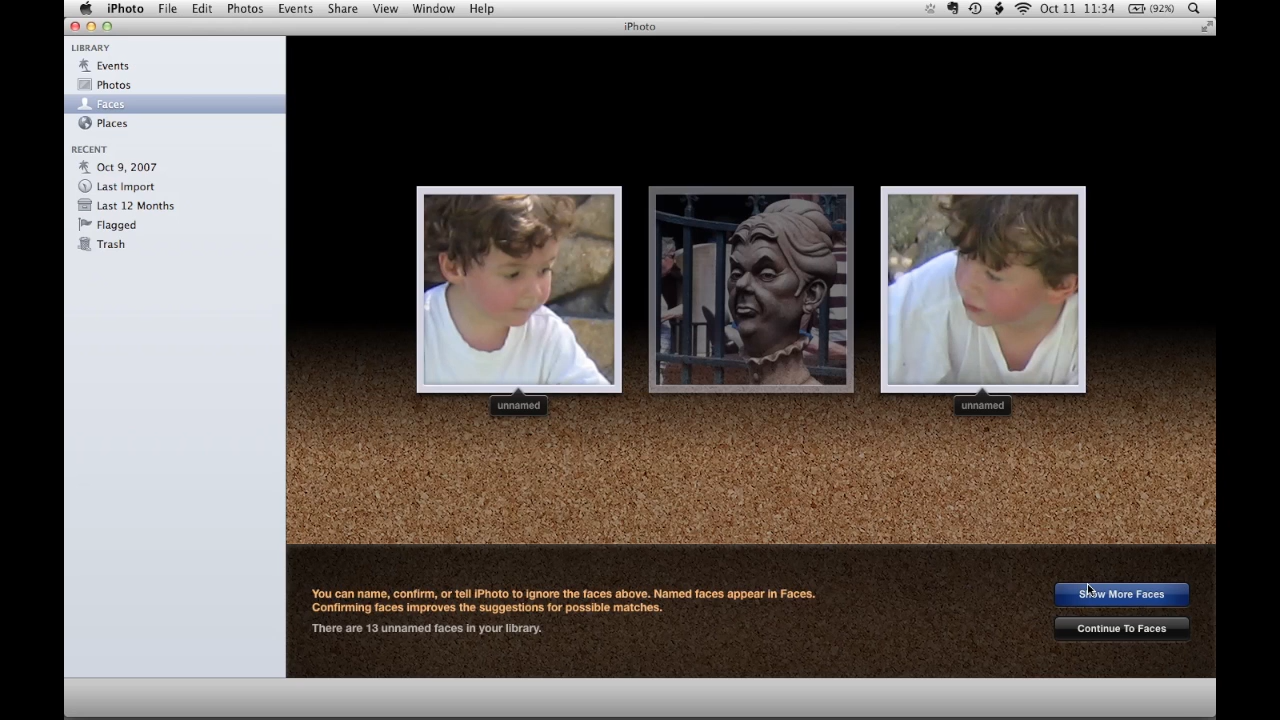 iPhoto File Edit Photos Events Share View Window Help Oct 11 11:34 (92%)
iPhoto
LIBRARY
Events
Photos
Faces
Places
RECENT
Oct 9, 2007
Last Import
Last 12 Months
Flagged
Trash
unnamed unnamed
You can name, confirm, or tell iPhoto to ignore the faces above. Named faces appear in Faces.
Confirming faces improves the suggestions for possible matches.
There are 13 unnamed faces in your library.
Show More Faces
Continue To Faces